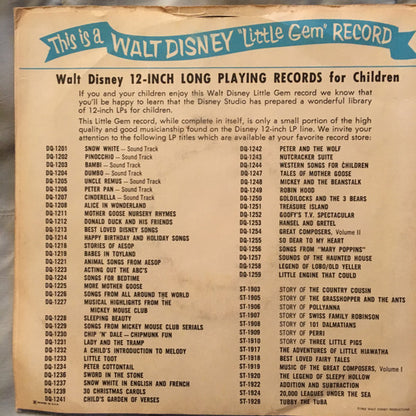 This is a WALT DISNEY "Little Gem" RECORD
Walt Disney 12-INCH LONG PLAYING RECORDS for Children
If you and your children enjoy this Walt Disney Little Gem record we know that
you'll be happy to learn that the Disney Studio has prepared a wonderful library
of 12-inch LPs for children.
This Little Gem record, while complete in itself, is only a small portion of the high
quality and good musicianship found on the Disney 12-inch LP line. We invite your
attention to the following LP titles which are available at your favorite record store:
DQ-1201 SNOW WHITE — Sound Track
DQ-1202 PINOCCHIO — Sound Track
DQ-1203 BAMBI — Sound Track
DQ-1204 DUMBO — Sound Track
DQ-1205 UNCLE REMUS — Sound Track
DQ-1206 PETER PAN — Sound Track
DQ-1207 CINDERELLA — Sound Track
DQ-1208 ALICE IN WONDERLAND
DQ-1211 MOTHER GOOSE NURSERY RHYMES
DQ-1212 DONALD DUCK AND HIS FRIENDS
DQ-1213 BEST LOVED DISNEY SONGS
DQ-1214 HAPPY BIRTHDAY AND HOLIDAY SONGS
DQ-1218 STORIES OF AESOP
DQ-1219 BABES IN TOYLAND
DQ-1221 ANIMAL SONGS FROM AESOP
DQ-1223 ACTING OUT THE ABC'S
DQ-1224 SONGS FOR BEDTIME
DQ-1225 MORE MOTHER GOOSE
DQ-1226 SONGS FROM ALL AROUND THE WORLD
DQ-1227 MUSICAL HIGHLIGHTS FROM THE
MICKEY MOUSE CLUB
DQ-1228 SLEEPING BEAUTY
DQ-1229 SONGS FROM MICKEY MOUSE CLUB SERIALS
DQ-1230 CHIP 'N' DALE — CHIPMUNK FUN
DQ-1231 LADY AND THE TRAMP
DQ-1232 A CHILD'S INTRODUCTION TO MELODY
DQ-1233 LITTLE TOOT
DQ-1234 PETER COTTONTAIL
DQ-1236 SWORD IN THE STONE
DQ-1237 SNOW WHITE IN ENGLISH AND FRENCH
DQ-1239 30 CHRISTMAS CAROLS
DQ-1241 CHILD'S GARDEN OF VERSES
DQ-1242 PETER AND THE WOLF
DQ-1243 NUTCRACKER SUITE
DQ-1244 WESTERN SONGS FOR CHILDREN
DQ-1247 TALES OF MOTHER GOOSE
DQ-1248 MICKEY AND THE BEANSTALK
DQ-1249 ROBIN HOOD
DQ-1250 GOLDILOCKS AND THE 3 BEARS
DQ-1251 TREASURE ISLAND
DQ-1252 GOOFY'S T.V. SPECTACULAR
DQ-1253 HANSEL AND GRETEL
DQ-1254 GREAT COMPOSERS, Volume II
DQ-1255 SO DEAR TO MY HEART
DQ-1256 SONGS FROM "MARY POPPINS"
DQ-1257 SOUNDS OF THE HAUNTED HOUSE
DQ-1258 LEGEND OF LOBO/OLD YELLER
DQ-1259 LITTLE ENGINE THAT COULD
ST-1903 STORY OF THE COUNTRY COUSIN
ST-1905 STORY OF THE GRASSHOPPER AND THE ANTS
ST-1906 STORY OF POLLYANNA
ST-1907 STORY OF SWISS FAMILY ROBINSON
ST-1908 STORY OF 101 DALMATIANS
ST-1909 STORY OF PERRI
ST-1910 STORY OF THREE LITTLE PIGS
ST-1917 THE ADVENTURES OF LITTLE HIAWATHA
ST-1918 BEST LOVED FAIRY TALES
ST-1919 MUSIC OF THE GREAT COMPOSERS, Volume I
ST-1920 THE LEGEND OF SLEEPY HOLLOW
ST-1922 ADDITION AND SUBTRACTION
ST-1924 20,000 LEAGUES UNDER THE SEA
ST-1928 TUBBY THE TUBA